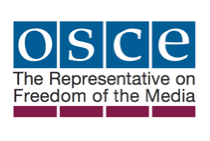 osce
The Representative on
Freedom of the Media